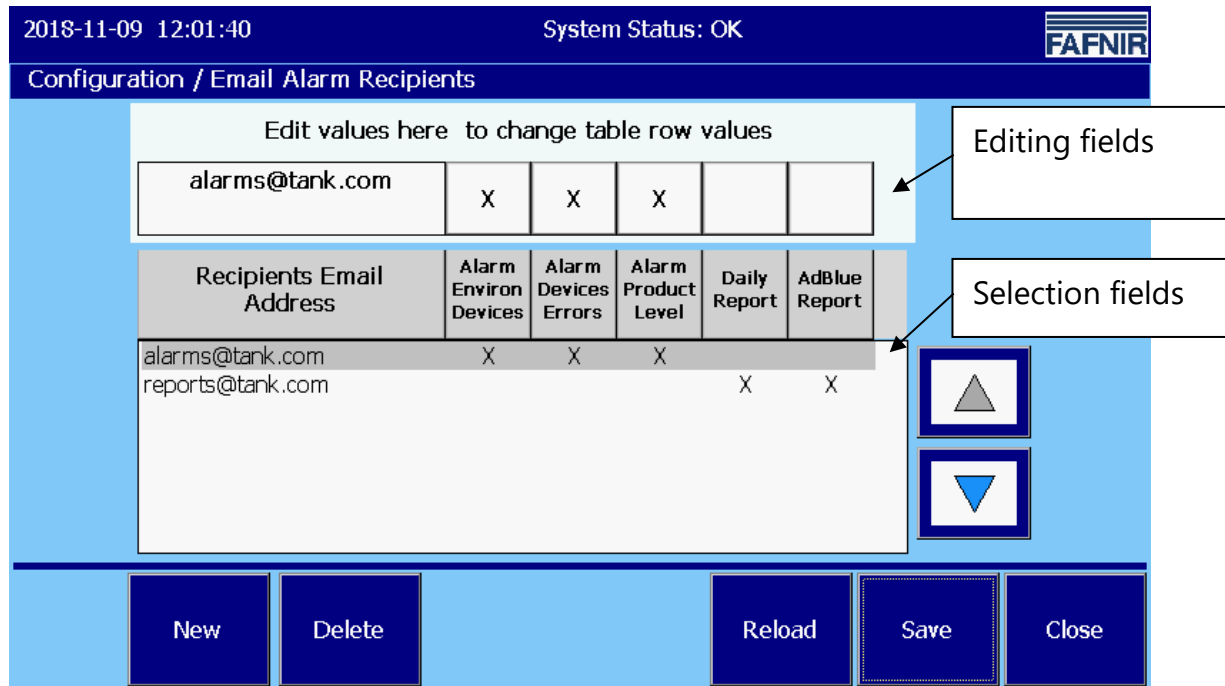 2018-11-09 12:01:40 System Status: OK FAFNIR
Configuration / Email Alarm Recipients
Edit values here to change table row values
Editing fields
alarms@tank.com X X X
Recipients Email Address Alarm Environ Devices Alarm Devices Errors Alarm Product Level Daily Report AdBlue Report
Selection fields
alarms@tank.com X X X
reports@tank.com X X
New Delete Reload Save Close